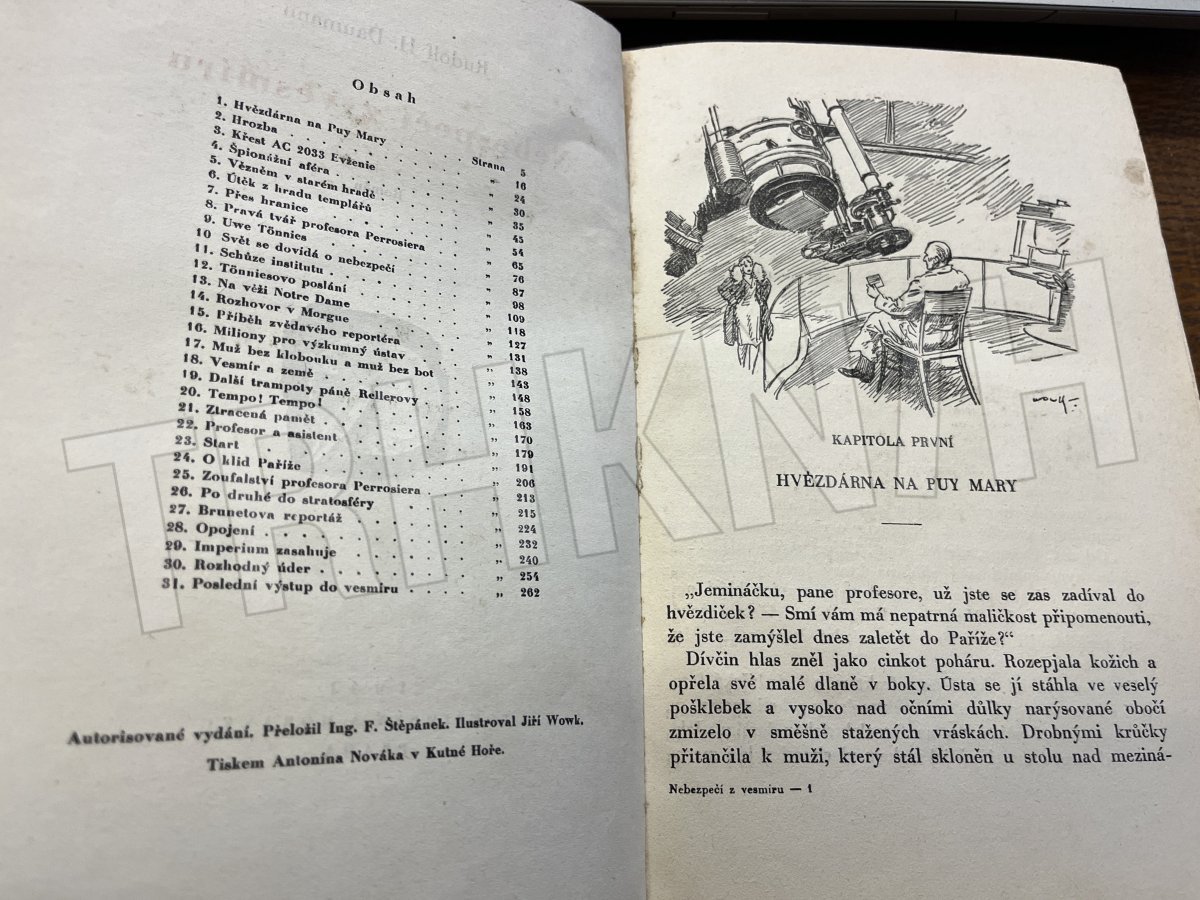 Rudolf H. Daumann
Obsah
1. Hvězdárna na Puy Mary . . . Strana 5
2. Hrozba . . . . . . . „ 16
3. Křest AC 2033 Evženie . . . . „ 24
4. Špionážní aféra . . . . . „ 30
5. Vězněm v starém hradě . . . . „ 35
6. Útěk z hradu templářů . . . . „ 45
7. Přes hranice . . . . . . „ 54
8. Pravá tvář profesora Perrosiera . . „ 65
9. Uwe Tönnies . . . . . . „ 76
10 Svět se dovídá o nebezpečí . . . „ 87
11. Schůze institutu . . . . . „ 98
12. Tönniesovo poslání . . . . „ 109
13. Na věži Notre Dame . . . . „ 118
14. Rozhovor v Morgue . . . . „ 127
15. Příběh zvědavého reportéra . . . „ 131
16. Miliony pro výzkumný ústav . . „ 138
17. Muž bez klobouku a muž bez bot . „ 143
18. Vesmír a země . . . . . „ 148
19. Další trampoty páně Rellerovy . . „ 158
20. Tempo! Tempo! . . . . . „ 163
21. Ztracená pamět . . . . . „ 170
22. Profesor a asistent . . . . . „ 179
23. Start . . . . . . . „ 191
24. O klid Paříže . . . . . . „ 206
25. Zoufalství profesora Perrosiera . . „ 213
26. Po druhé do stratosféry . . . . „ 215
27. Brunetova reportáž . . . . . „ 224
28. Opojení . . . . . . . „ 232
29. Imperium zasahuje . . . . . „ 240
30. Rozhodný úder . . . . . . „ 254
31. Poslední výstup do vesmíru . . . . „ 262
Autorisované vydání. Přeložil Ing. F. Štěpánek. Ilustroval Jiří Wowk.
Tiskem Antonína Nováka v Kutné Hoře.
KAPITOLA PRVNÍ
HVĚZDÁRNA NA PUY MARY
„Jemináčku, pane profesore, už jste se zas zadíval do
hvězdiček? — Smí vám má nepatrná maličkost připomenouti,
že jste zamýšlel dnes zaletět do Paříže?“
Dívčin hlas zněl jako cinkot poháru. Rozepjala kožich a
opřela své malé dlaně v boky. Ústa se jí stáhla ve veselý
pošklebek a vysoko nad očními důlky narýsované obočí
zmizelo v směšně stažených vráskách. Drobnými krůčky
přitančila k muži, který stál skloněn u stolu nad meziná-
Nebezpečí z vesmíru — 1
TRHKNIH